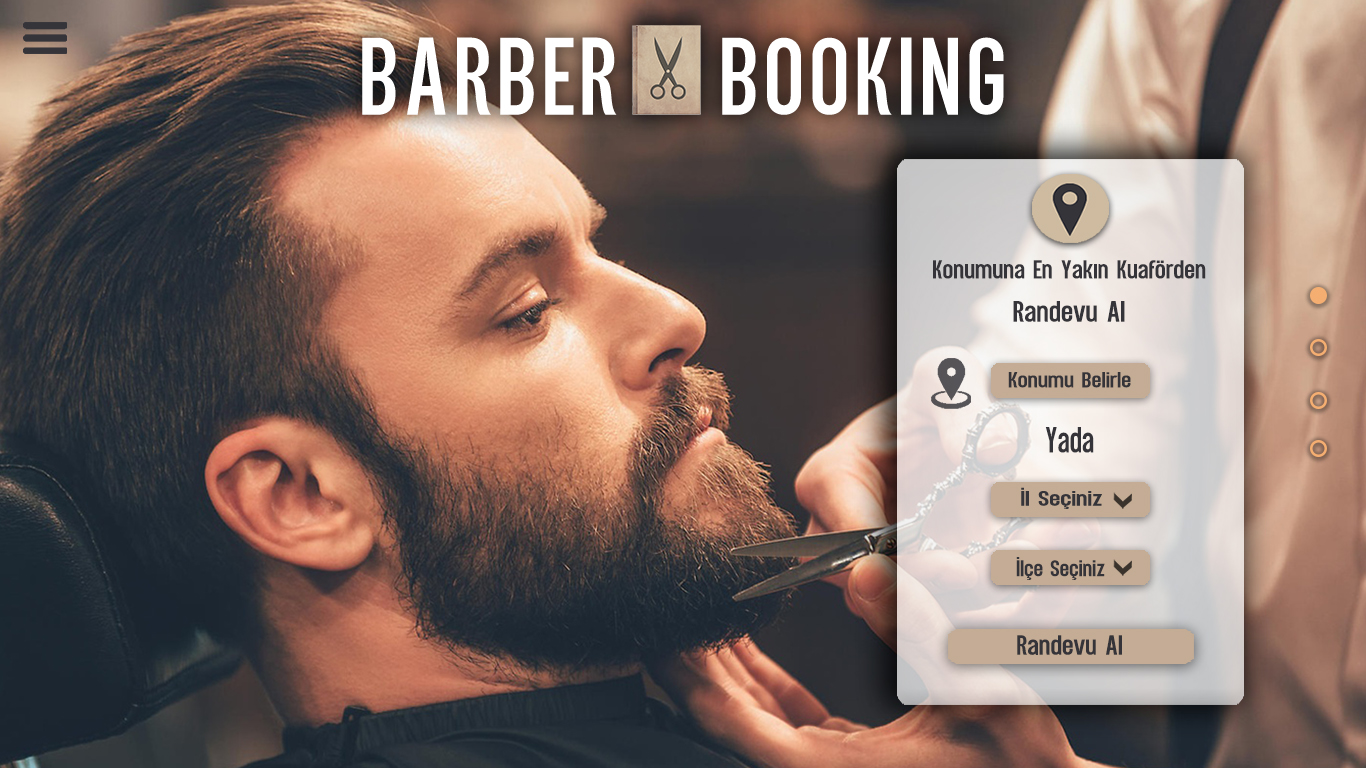 BARBER BOOKING
Konumuna En Yakın Kuaförden
Randevu Al
Konumu Belirle
Yada
İl Seçiniz
İlçe Seçiniz
Randevu Al